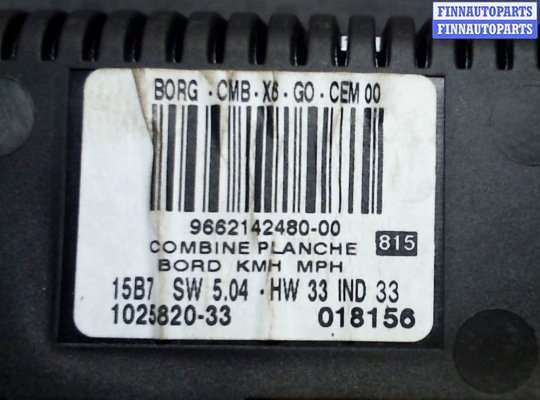 FINNAUTOPARTS
FINNAUTOPARTS
FINNAUTOPARTS
BORG - CMB - X6 - GO - CEM 00
9662142480-00
COMBINE PLANCHE 815
BORD KMH MPH
15B7 SW 5.04 - HW 33 IND 33
1025820-33 018156